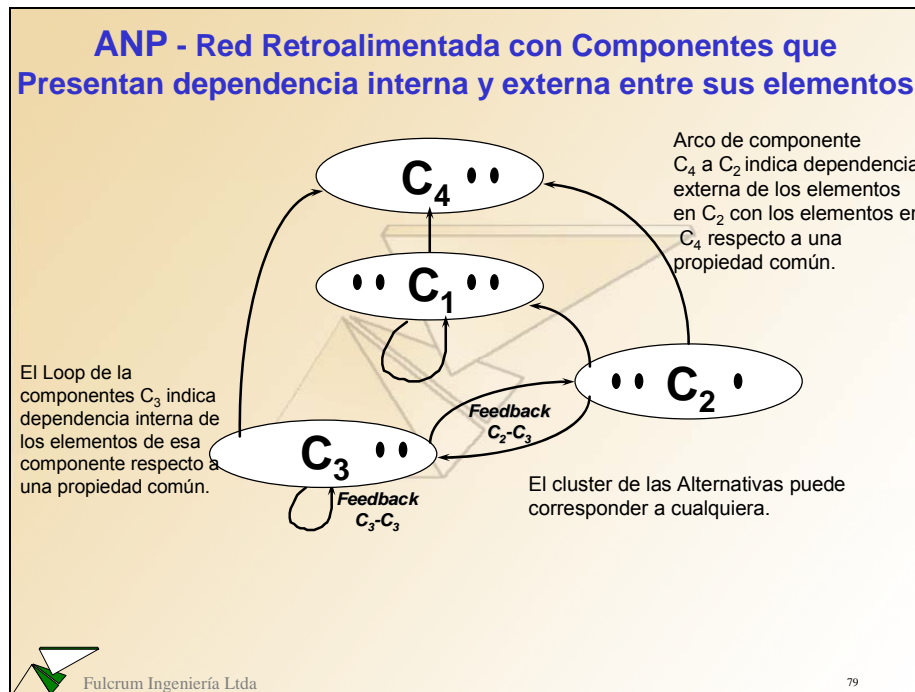 ANP - Red Retroalimentada con Componentes que
Presentan dependencia interna y externa entre sus elementos
Arco de componente
C4 a C2 indica dependencia
externa de los elementos
en C2 con los elementos en
C4 respecto a una
propiedad común.
C4
C1
C2
El Loop de la
componentes C3 indica
dependencia interna de
los elementos de esa
componente respecto a
una propiedad común.
Feedback
C2-C3
C3
Feedback
C3-C3
El cluster de las Alternativas puede
corresponder a cualquiera.
Fulcrum Ingeniería Ltda
79